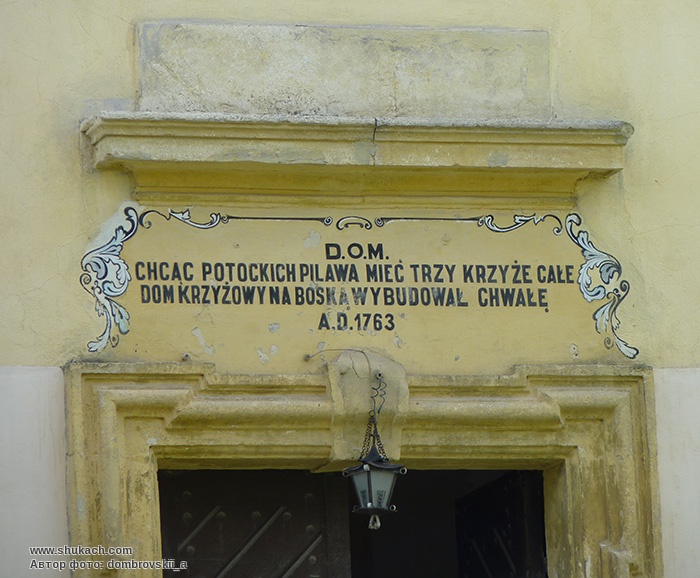 D.O.M.
CHCĄC POTOCKICH PILAWA MIEĆ TRZY KRZYŻE CAŁE
DOM KRZYŻOWY NA BOSKĄ WYBUDOWAŁ CHWAŁĘ
A.D. 1763
www.shukach.com
Автор фото: dombrovskii_a